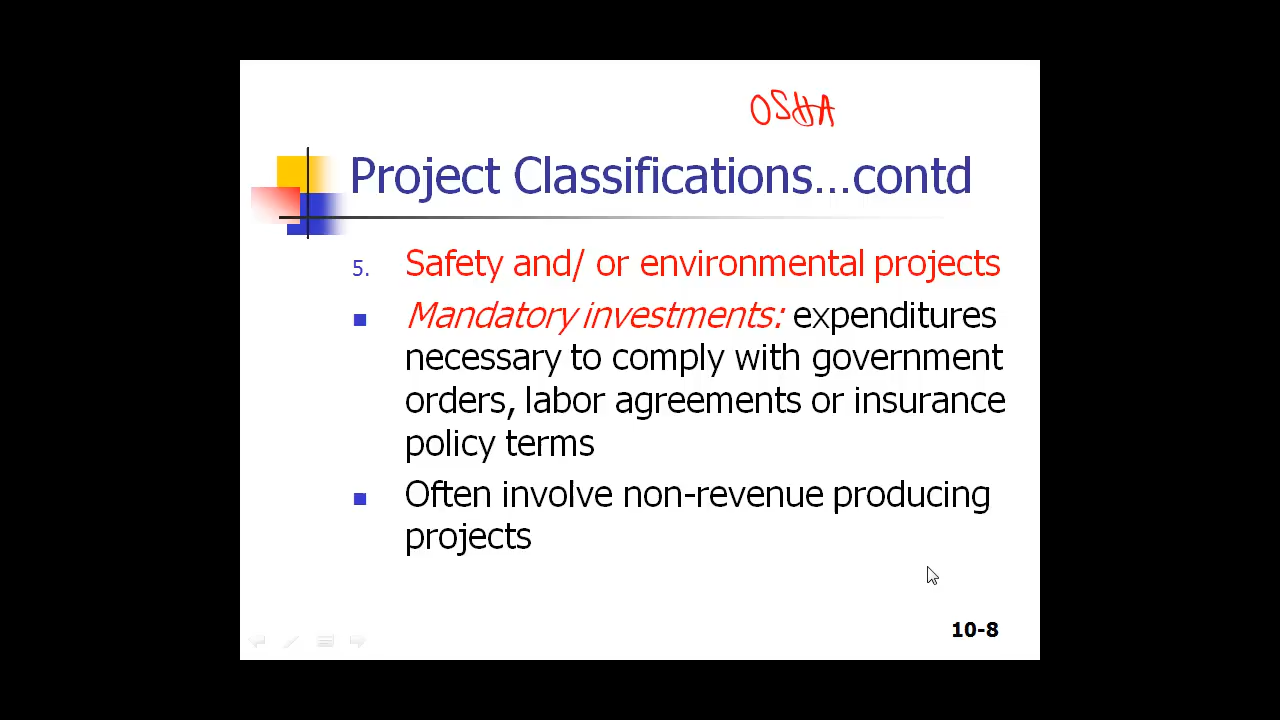 OSHA
Project Classifications...contd
5. Safety and/ or environmental projects
■ Mandatory investments: expenditures
necessary to comply with government
orders, labor agreements or insurance
policy terms
■ Often involve non-revenue producing
projects
10-8